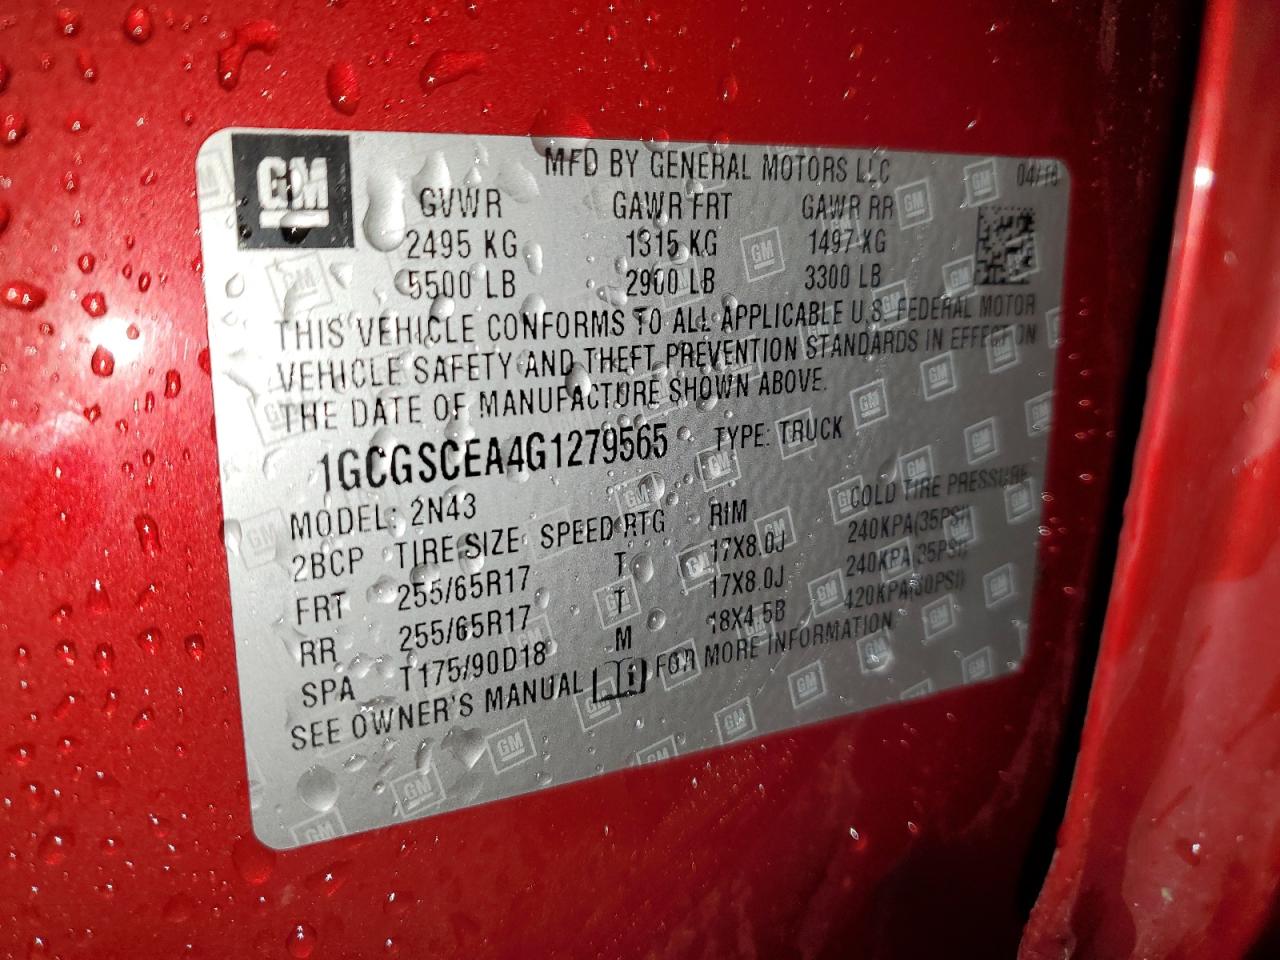 GM
MFD BY GENERAL MOTORS LLC 04/16
GVWR GAWR FRT GAWR RR
2495 KG 1315 KG 1497 KG
5500 LB 2900 LB 3300 LB
THIS VEHICLE CONFORMS TO ALL APPLICABLE U.S. FEDERAL MOTOR
VEHICLE SAFETY AND THEFT PREVENTION STANDARDS IN EFFECT ON
THE DATE OF MANUFACTURE SHOWN ABOVE.
1GCGSCEA4G1279565 TYPE: TRUCK
MODEL: 2N43
2BCP TIRE SIZE SPEED RTG RIM COLD TIRE PRESSURE
FRT 255/65R17 T 17X8.0J 240KPA(35PSI)
RR 255/65R17 T 17X8.0J 240KPA(35PSI)
SPA T175/90D18 M 18X4.5B 420KPA(60PSI)
SEE OWNER'S MANUAL FOR MORE INFORMATION